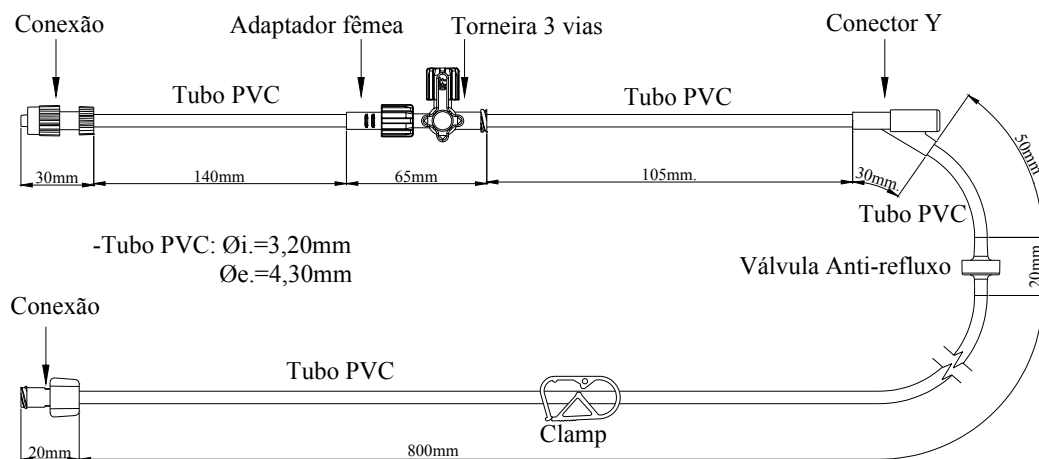 Conexão
Adaptador fêmea
Torneira 3 vias
Conector Y
Tubo PVC
Tubo PVC
30mm
140mm
65mm
105mm.
30mm.
50mm
Tubo PVC
-Tubo PVC: Øi.=3,20mm
Øe.=4,30mm
Válvula Anti-refluxo
20mm
Conexão
Tubo PVC
Clamp
20mm
800mm